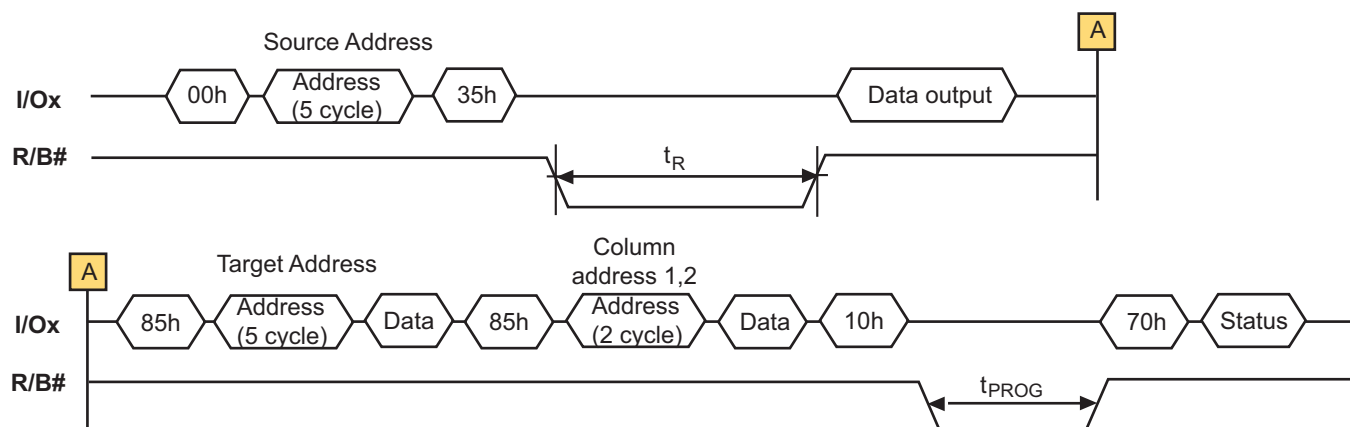 Source Address
A
I/Ox
00h
Address
(5 cycle)
35h
Data output
R/B#
tR
A
Target Address
Column
address 1,2
I/Ox
85h
Address
(5 cycle)
Data
85h
Address
(2 cycle)
Data
10h
70h
Status
R/B#
tPROG